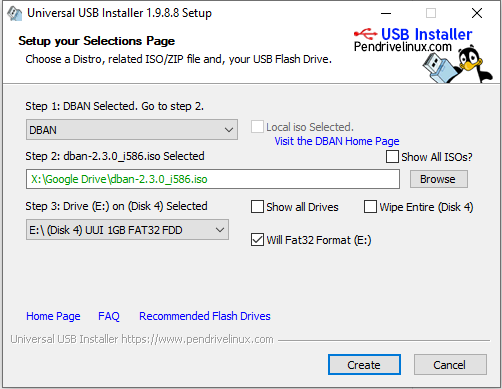 Universal USB Installer 1.9.8.8 Setup
Setup your Selections Page
Choose a Distro, related ISO/ZIP file and, your USB Flash Drive.
USB Installer
Pendrivelinux.com
Step 1: DBAN Selected. Go to step 2.
DBAN
Local iso Selected.
Visit the DBAN Home Page
Step 2: dban-2.3.0_i586.iso Selected
Show All ISOs?
X:\Google Drive\dban-2.3.0_i586.iso
Browse
Step 3: Drive (E:) on (Disk 4) Selected
Show all Drives
Wipe Entire (Disk 4)
E:\ (Disk 4) UUI 1GB FAT32 FDD
Will Fat32 Format (E:)
Home Page FAQ Recommended Flash Drives
Universal USB Installer https://www.pendrivelinux.com
Create
Cancel